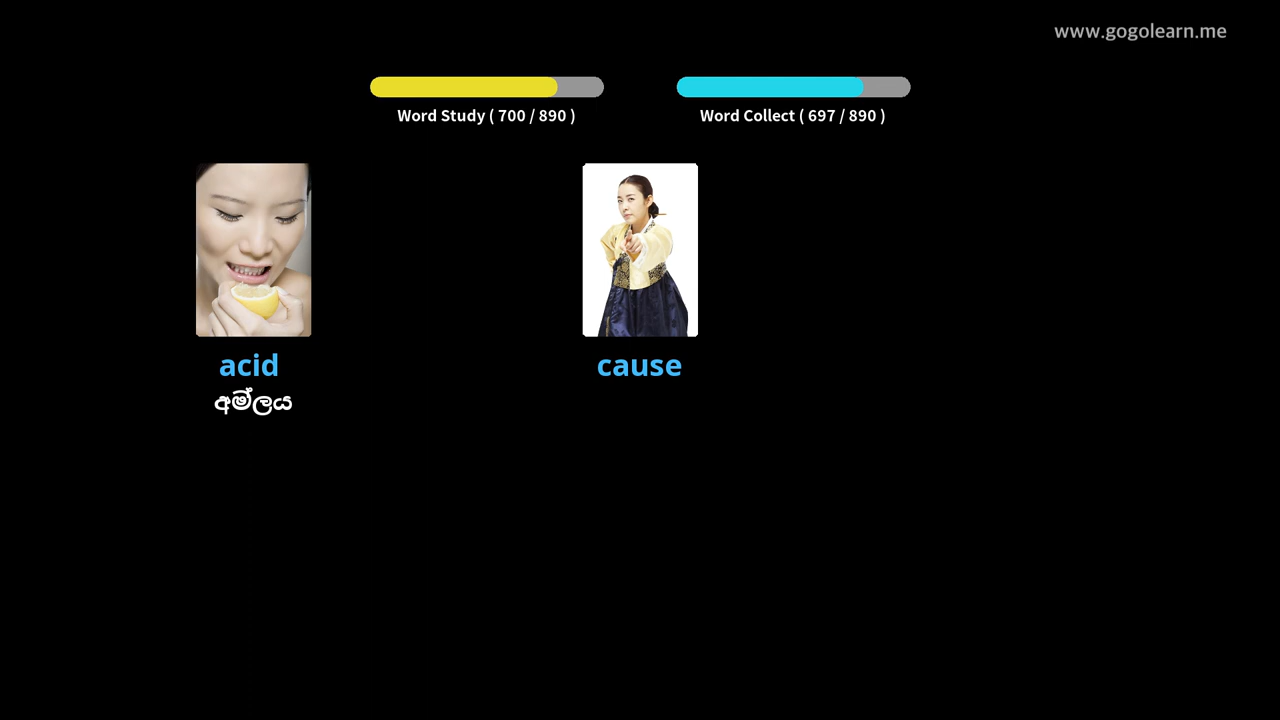 www.gogolearn.me
Word Study ( 700 / 890 )
Word Collect ( 697 / 890 )
acid
cause
අම්ලය